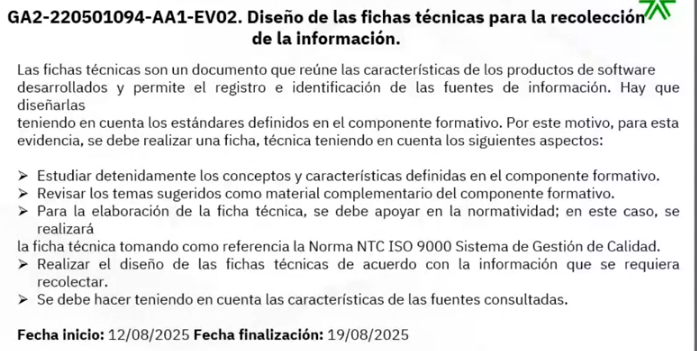 GA2-220501094-AA1-EV02. Diseño de las fichas técnicas para la recolección
de la información.
Las fichas técnicas son un documento que reúne las características de los productos de software
desarrollados y permite el registro e identificación de las fuentes de información. Hay que
diseñarlas
teniendo en cuenta los estándares definidos en el componente formativo. Por este motivo, para esta
evidencia, se debe realizar una ficha, técnica teniendo en cuenta los siguientes aspectos:
➢ Estudiar detenidamente los conceptos y características definidas en el componente formativo.
➢ Revisar los temas sugeridos como material complementario del componente formativo.
➢ Para la elaboración de la ficha técnica, se debe apoyar en la normatividad; en este caso, se
realizará
la ficha técnica tomando como referencia la Norma NTC ISO 9000 Sistema de Gestión de Calidad.
➢ Realizar el diseño de las fichas técnicas de acuerdo con la información que se requiera
recolectar.
➢ Se debe hacer teniendo en cuenta las características de las fuentes consultadas.
Fecha inicio: 12/08/2025 Fecha finalización: 19/08/2025